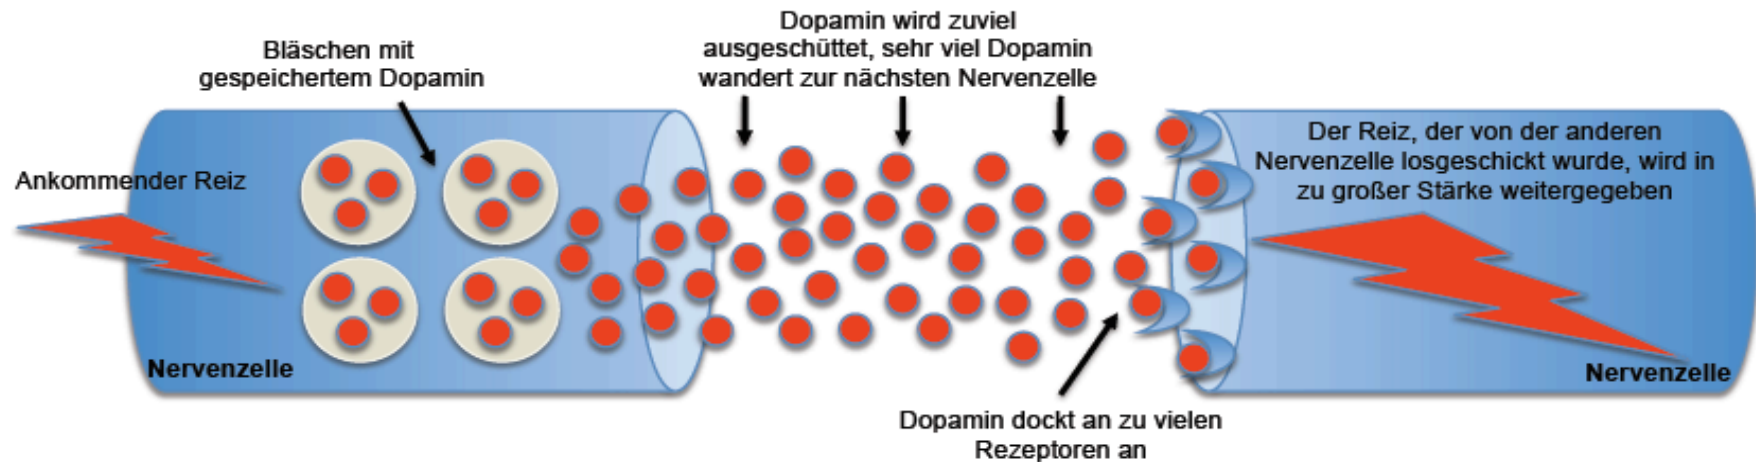 Dopamin wird zuviel
ausgeschüttet, sehr viel Dopamin
wandert zur nächsten Nervenzelle
Bläschen mit
gespeichertem Dopamin
Der Reiz, der von der anderen
Nervenzelle losgeschickt wurde, wird in
zu großer Stärke weitergegeben
Ankommender Reiz
Nervenzelle
Nervenzelle
Dopamin dockt an zu vielen
Rezeptoren an